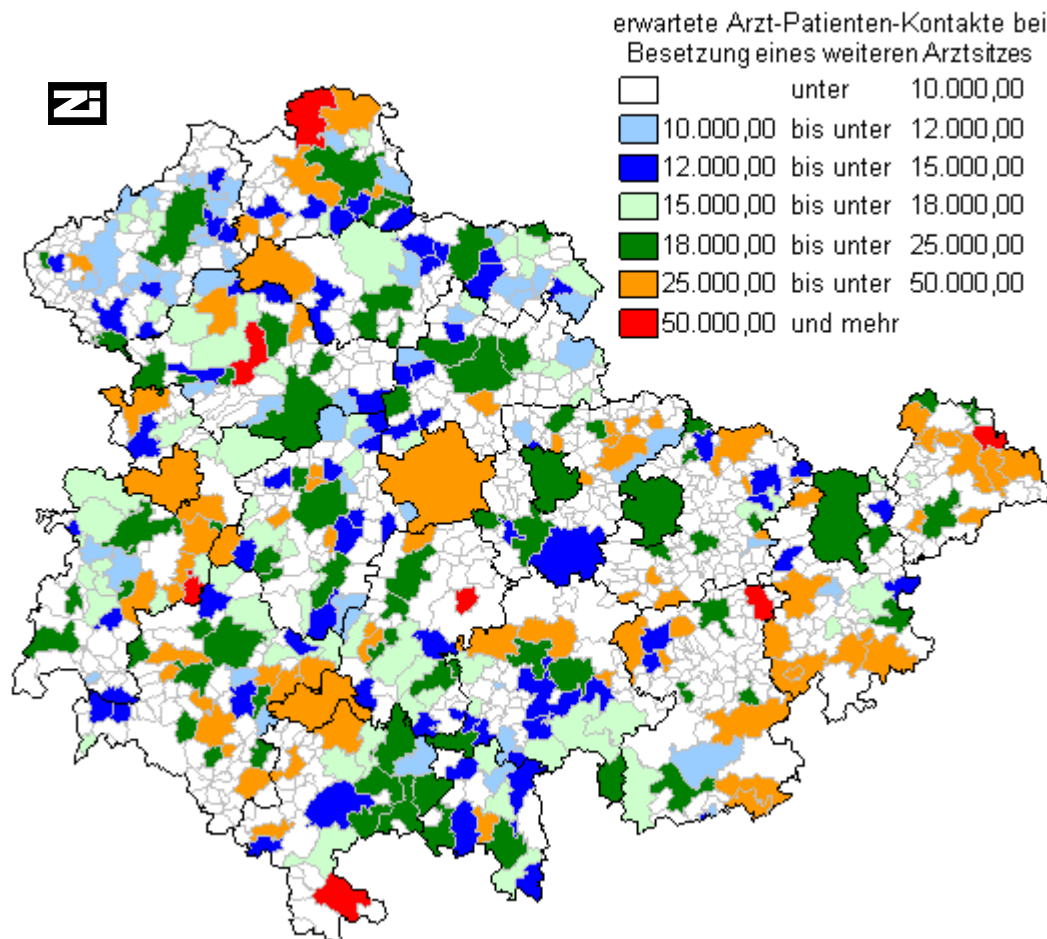 erwartete Arzt-Patienten-Kontakte bei
Besetzung eines weiteren Arztsitzes
Zi
unter 10.000,00
10.000,00 bis unter 12.000,00
12.000,00 bis unter 15.000,00
15.000,00 bis unter 18.000,00
18.000,00 bis unter 25.000,00
25.000,00 bis unter 50.000,00
50.000,00 und mehr